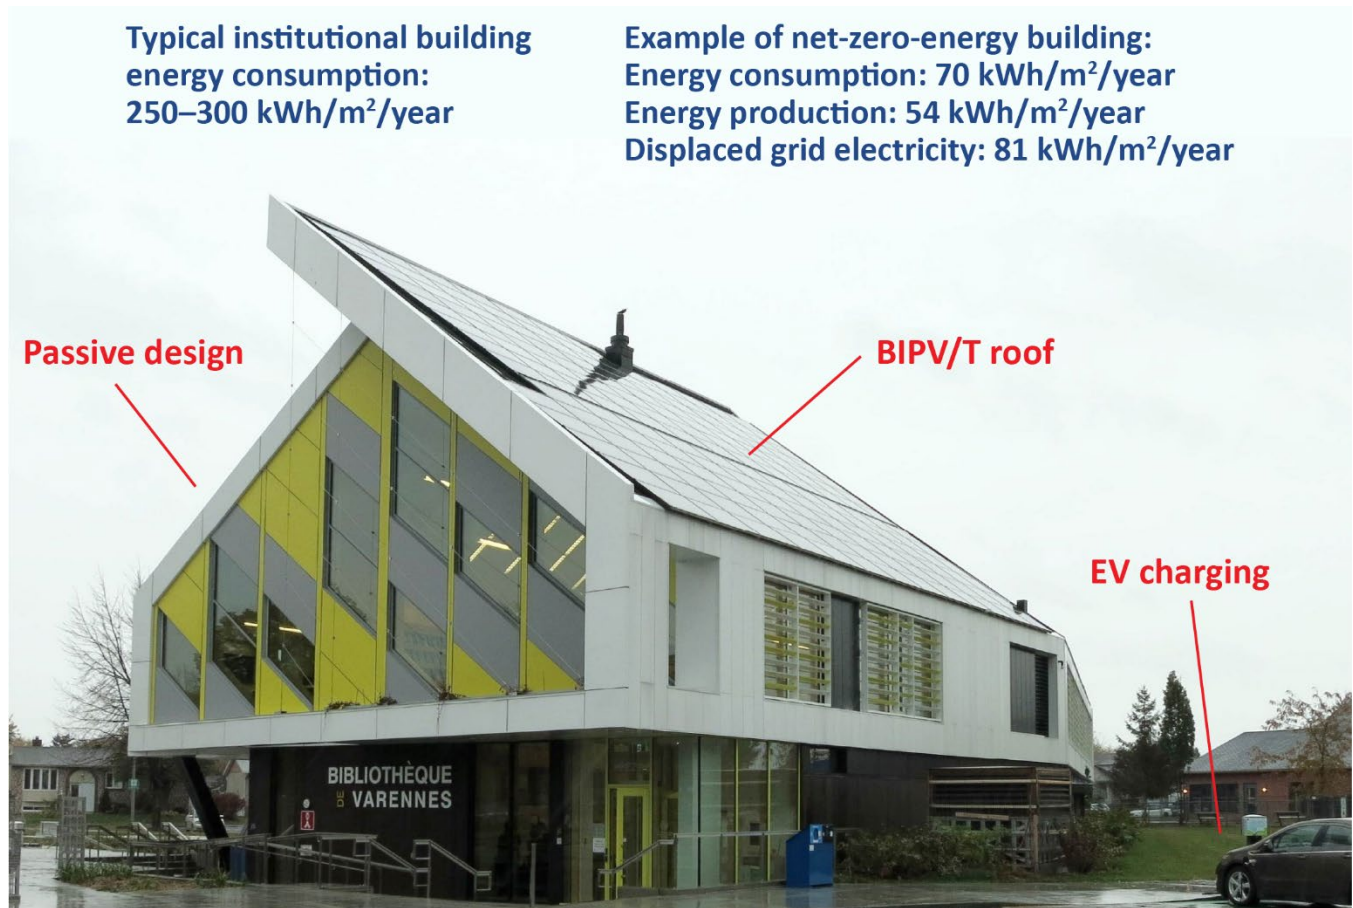 Typical institutional building
energy consumption:
250–300 kWh/m²/year
Example of net-zero-energy building:
Energy consumption: 70 kWh/m²/year
Energy production: 54 kWh/m²/year
Displaced grid electricity: 81 kWh/m²/year
Passive design
BIPV/T roof
EV charging
BIBLIOTHÈQUE
DE VARENNES